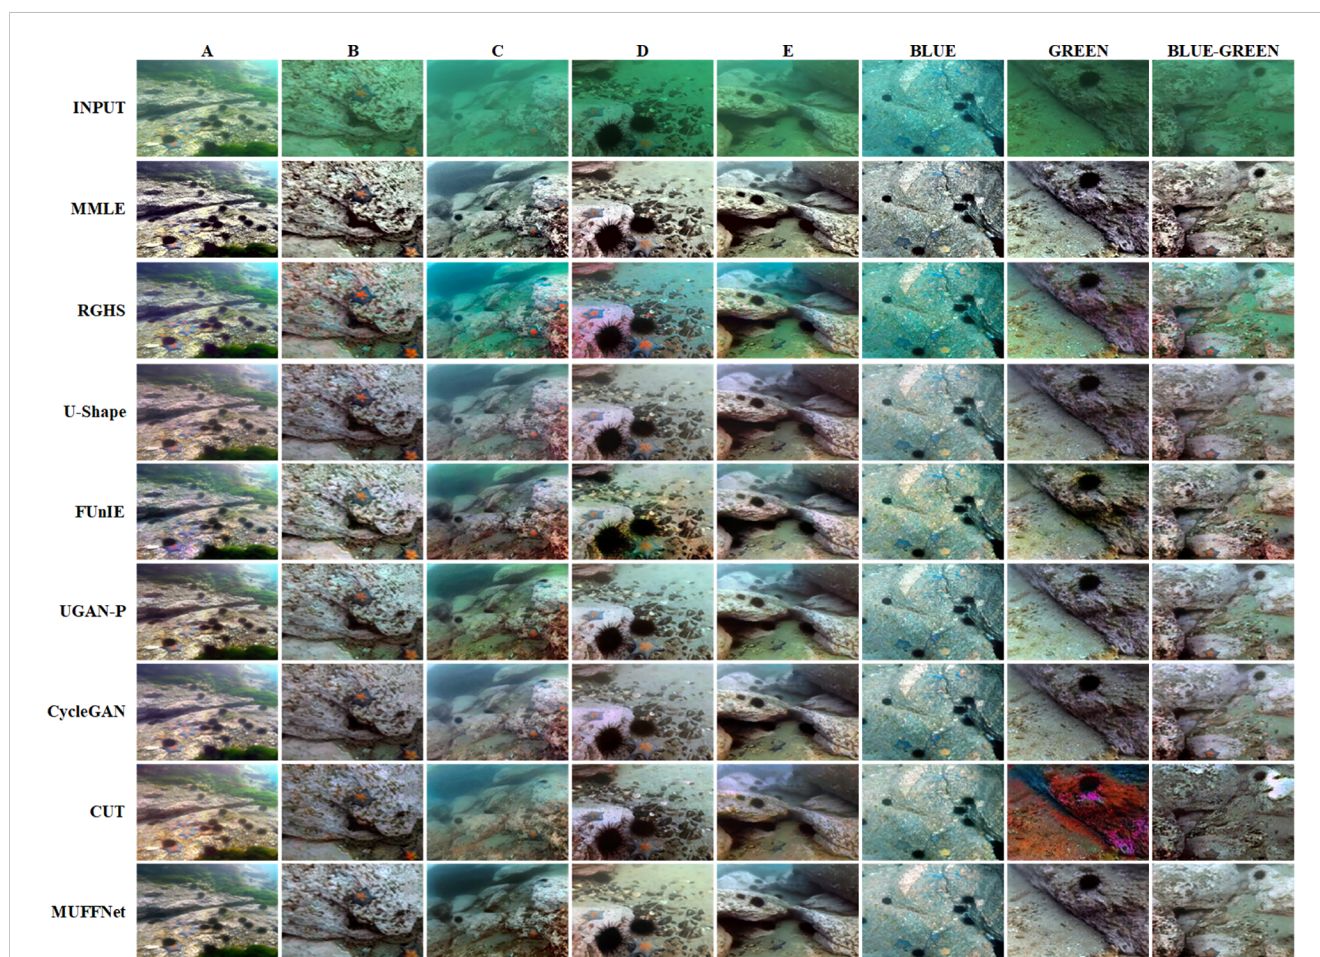 A B C D E BLUE GREEN BLUE-GREEN
INPUT
MMLE
RGHS
U-Shape
FUnIE
UGAN-P
CycleGAN
CUT
MUFFNet